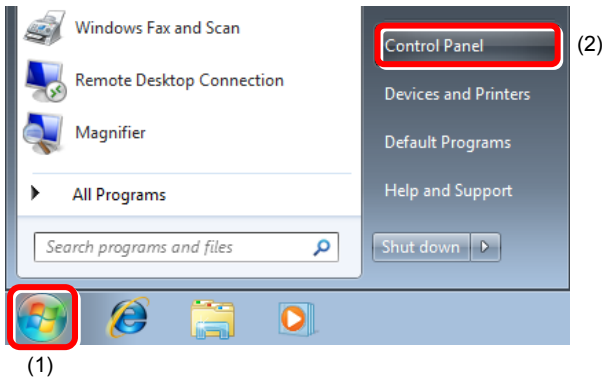 Windows Fax and Scan
Remote Desktop Connection
Magnifier
All Programs
Search programs and files
Control Panel
(2)
Devices and Printers
Default Programs
Help and Support
Shut down
(1)